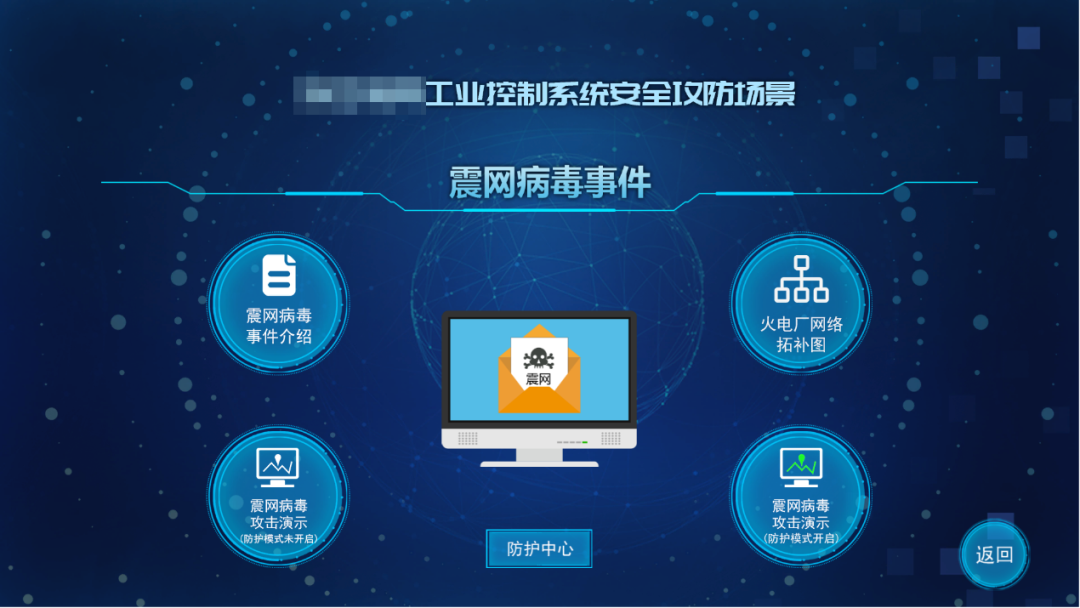 工业控制系统安全攻防场景
震网病毒事件
震网病毒
事件介绍
火电厂网络
拓补图
震网
震网病毒
攻击演示
(防护模式未开启)
震网病毒
攻击演示
(防护模式开启)
防护中心
返回